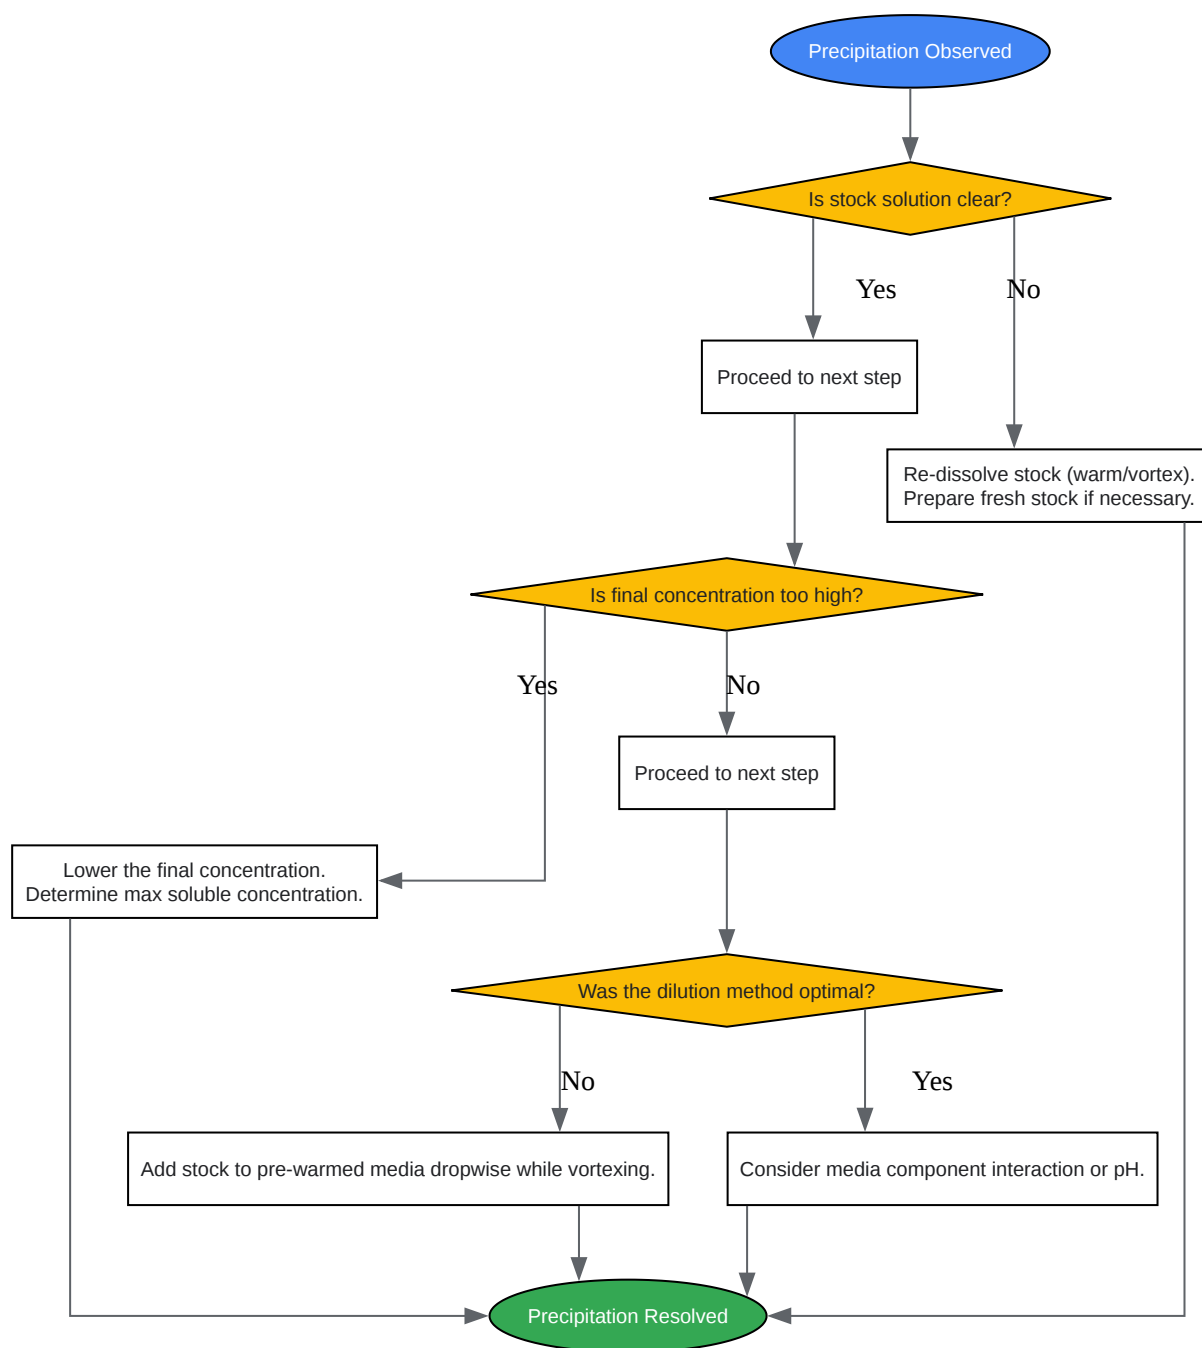 Precipitation Observed
Is stock solution clear?
Yes
No
Proceed to next step
Re-dissolve stock (warm/vortex).
Prepare fresh stock if necessary.
Is final concentration too high?
Yes
No
Proceed to next step
Lower the final concentration.
Determine max soluble concentration.
Was the dilution method optimal?
No
Yes
Add stock to pre-warmed media dropwise while vortexing.
Consider media component interaction or pH.
Precipitation Resolved